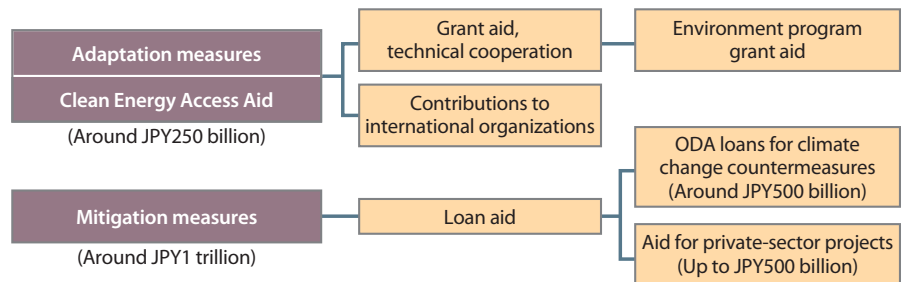 Adaptation measures
Clean Energy Access Aid
(Around JPY250 billion)
Grant aid,
technical cooperation
Environment program
grant aid
Contributions to
international organizations
Mitigation measures
(Around JPY1 trillion)
Loan aid
ODA loans for climate
change countermeasures
(Around JPY500 billion)
Aid for private-sector projects
(Up to JPY500 billion)